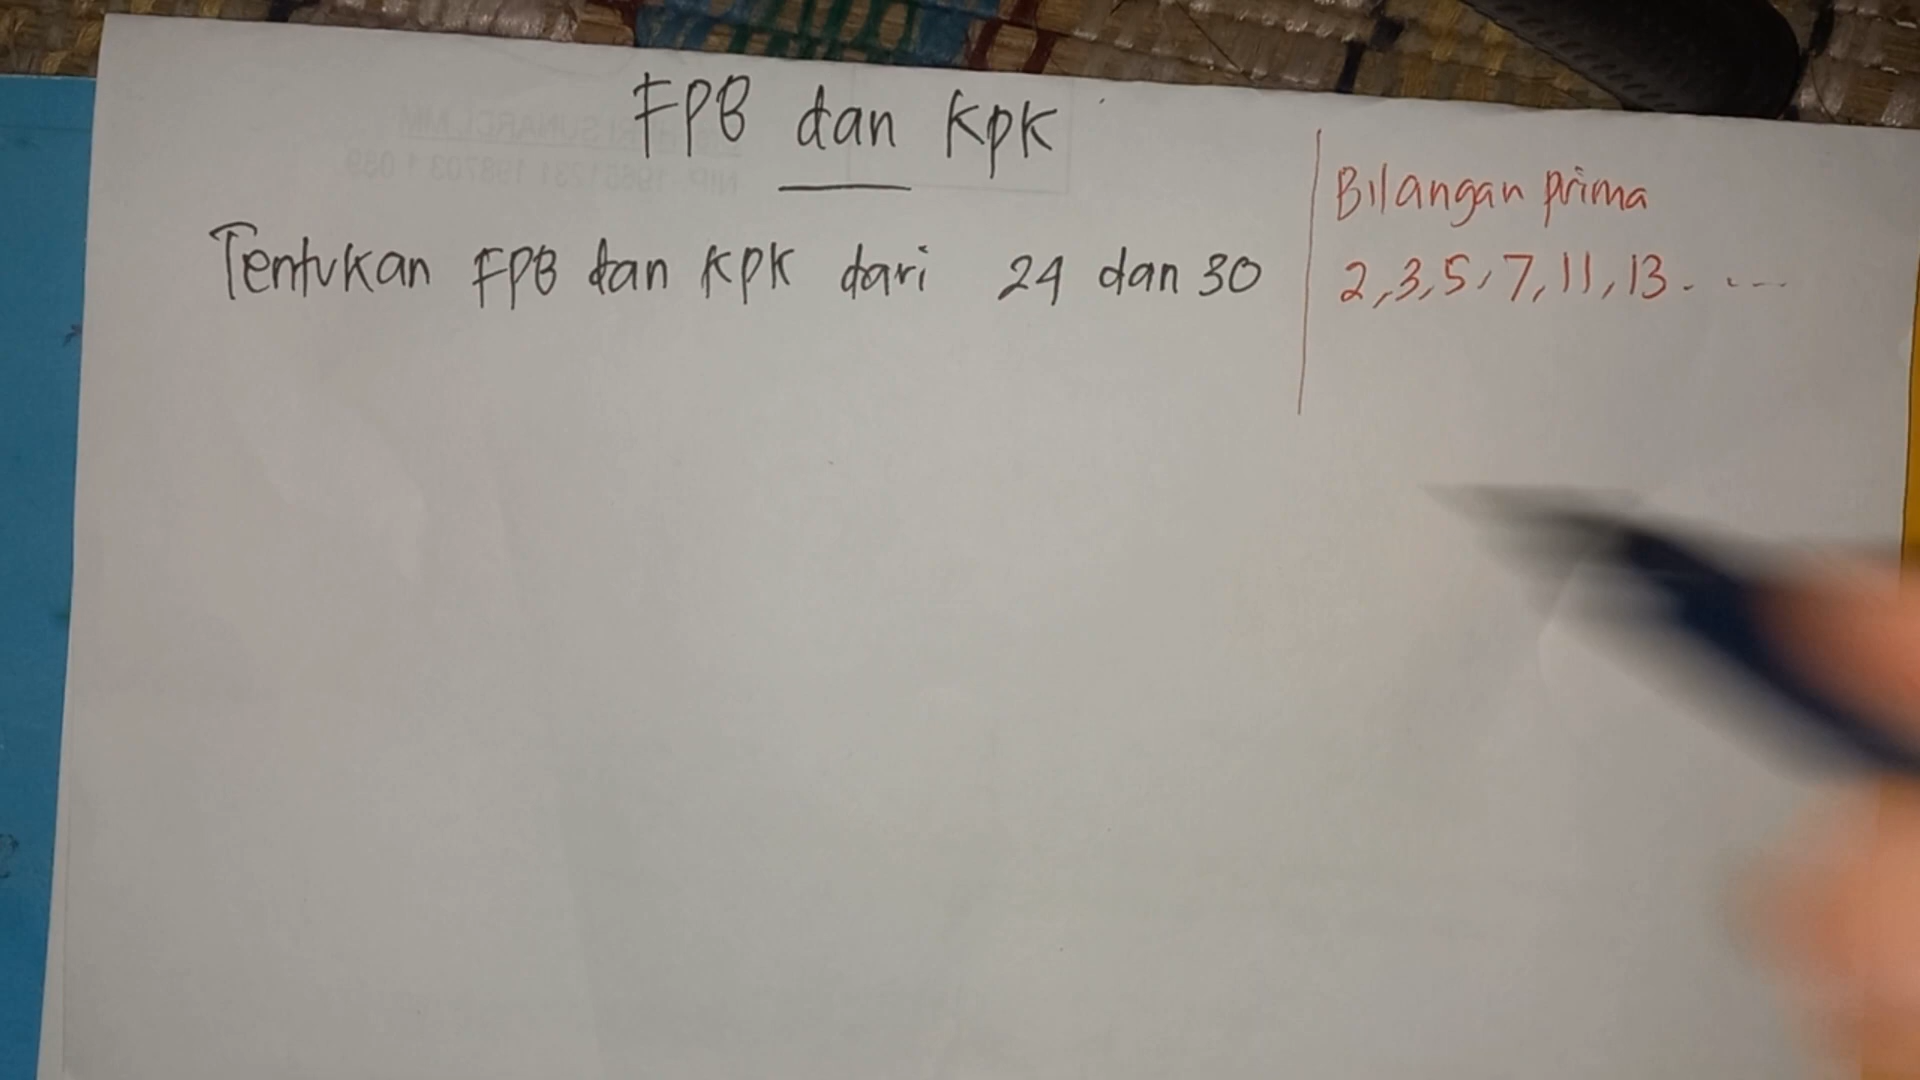 FPB dan KPK
Tentukan FPB dan KPK dari 24 dan 30
Bilangan prima
2, 3, 5, 7, 11, 13. ....